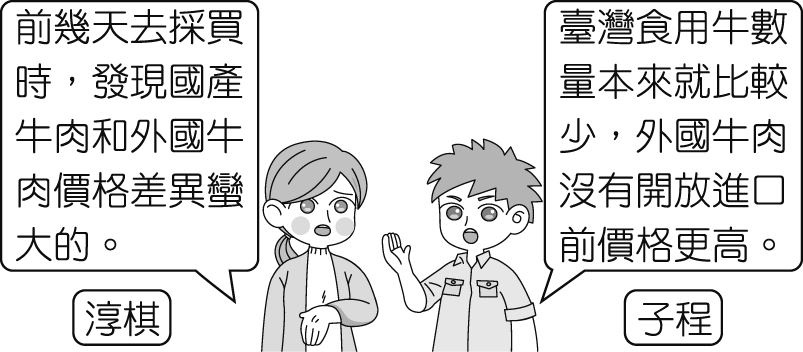 前幾天去採買
時，發現國產
牛肉和外國牛
肉價格差異蠻
大的。
淳棋
臺灣食用牛數
量本來就比較
少，外國牛肉
沒有開放進口
前價格更高。
子程